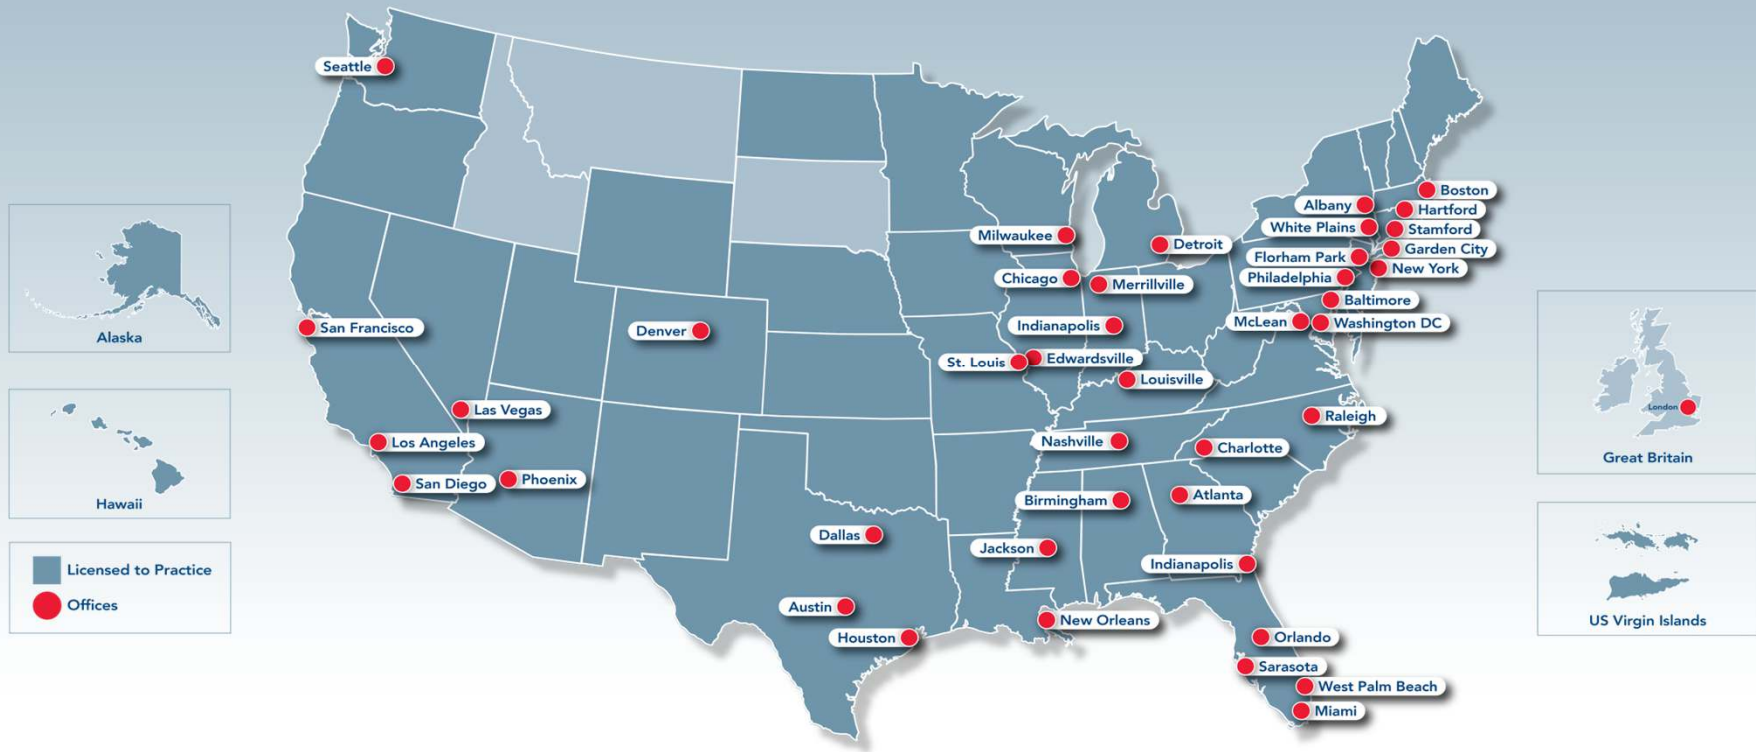 Seattle
San Francisco
Las Vegas
Los Angeles
San Diego
Phoenix
Denver
Dallas
Austin
Houston
Milwaukee
Chicago
Detroit
Merrillville
Indianapolis
St. Louis
Edwardsville
Louisville
Nashville
Birmingham
Jackson
New Orleans
Albany
White Plains
Florham Park
Philadelphia
Boston
Hartford
Stamford
Garden City
New York
Baltimore
McLean
Washington DC
Raleigh
Charlotte
Atlanta
Indianapolis
Orlando
Sarasota
West Palm Beach
Miami
Alaska
Hawaii
Licensed to Practice
Offices
London
Great Britain
US Virgin Islands